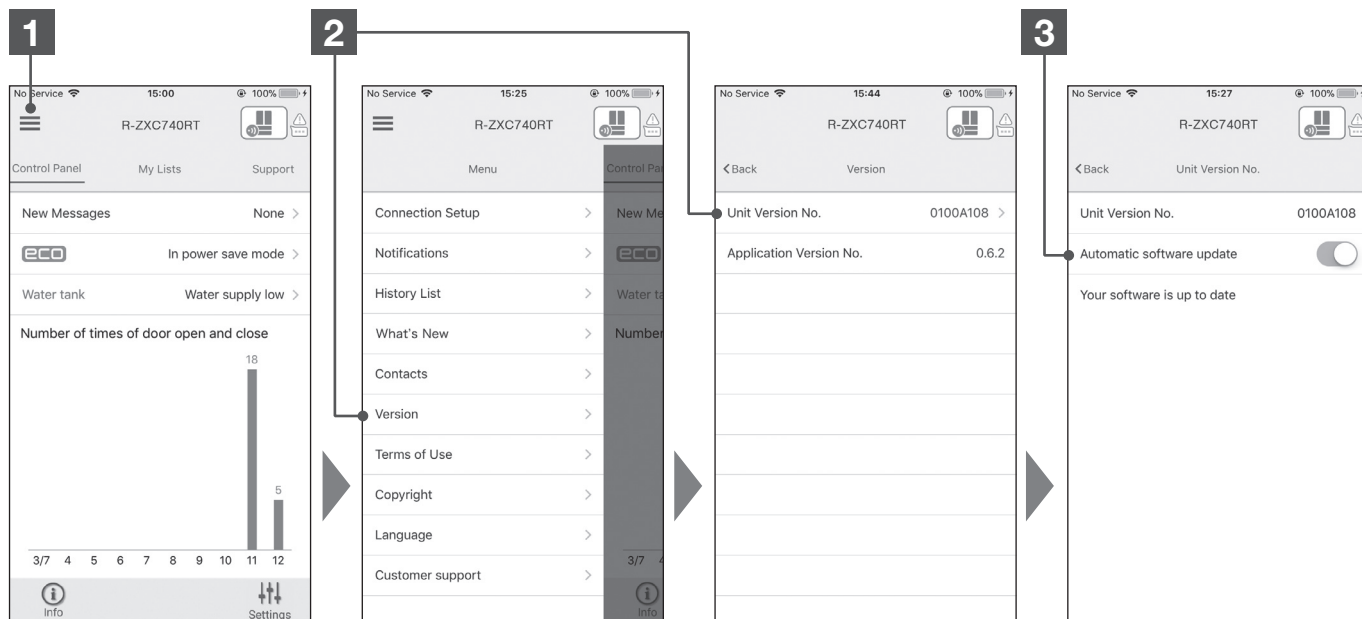 1
2
3
No Service 15:00 100%
R-ZXC740RT
Control Panel My Lists Support
New Messages None >
eco In power save mode >
Water tank Water supply low >
Number of times of door open and close
18
5
3/7 4 5 6 7 8 9 10 11 12
Info Settings
No Service 15:25 100%
R-ZXC740RT
Menu
Control Pa
Connection Setup >
New Me
Notifications >
eco
History List >
Water ta
What's New >
Number
Contacts >
Version >
Terms of Use >
Copyright >
Language >
3/7 4
Customer support >
Info
No Service 15:44 100%
R-ZXC740RT
<Back Version
Unit Version No. 0100A108 >
Application Version No. 0.6.2
No Service 15:27 100%
R-ZXC740RT
<Back Unit Version No.
Unit Version No. 0100A108
Automatic software update
Your software is up to date